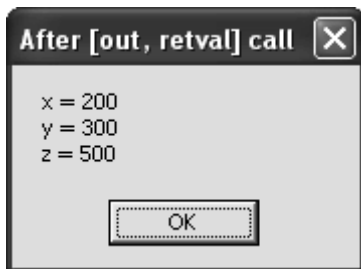 After [out, retval] call
x = 200
y = 300
z = 500
OK